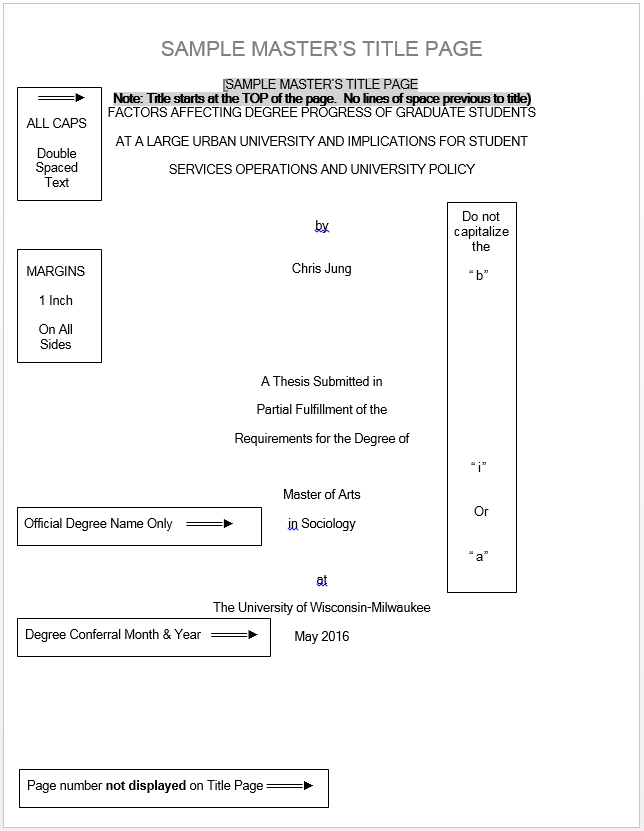 SAMPLE MASTER'S TITLE PAGE
[SAMPLE MASTER'S TITLE PAGE
Note: Title starts at the TOP of the page.  No lines of space previous to title)
FACTORS AFFECTING DEGREE PROGRESS OF GRADUATE STUDENTS
AT A LARGE URBAN UNIVERSITY AND IMPLICATIONS FOR STUDENT
SERVICES OPERATIONS AND UNIVERSITY POLICY
ALL CAPS
Double
Spaced
Text
by
Chris Jung
Do not
capitalize
the
"b"
MARGINS
1 Inch
On All
Sides
A Thesis Submitted in
Partial Fulfillment of the
Requirements for the Degree of
"i"
Or
"a"
Master of Arts
in Sociology
Official Degree Name Only
at
The University of Wisconsin-Milwaukee
May 2016
Degree Conferral Month & Year
Page number not displayed on Title Page